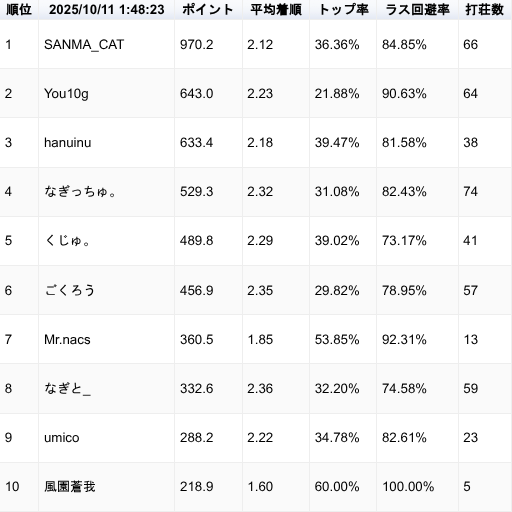 順位 2025/10/11 1:48:23 ポイント 平均着順 トップ率 ラス回避率 打荘数
1 SANMA_CAT 970.2 2.12 36.36% 84.85% 66
2 You10g 643.0 2.23 21.88% 90.63% 64
3 hanuinu 633.4 2.18 39.47% 81.58% 38
4 なぎっちゅ。 529.3 2.32 31.08% 82.43% 74
5 くじゅ。 489.8 2.29 39.02% 73.17% 41
6 ごくろう 456.9 2.35 29.82% 78.95% 57
7 Mr.nacs 360.5 1.85 53.85% 92.31% 13
8 なぎと_ 332.6 2.36 32.20% 74.58% 59
9 umico 288.2 2.22 34.78% 82.61% 23
10 風園蒼我 218.9 1.60 60.00% 100.00% 5